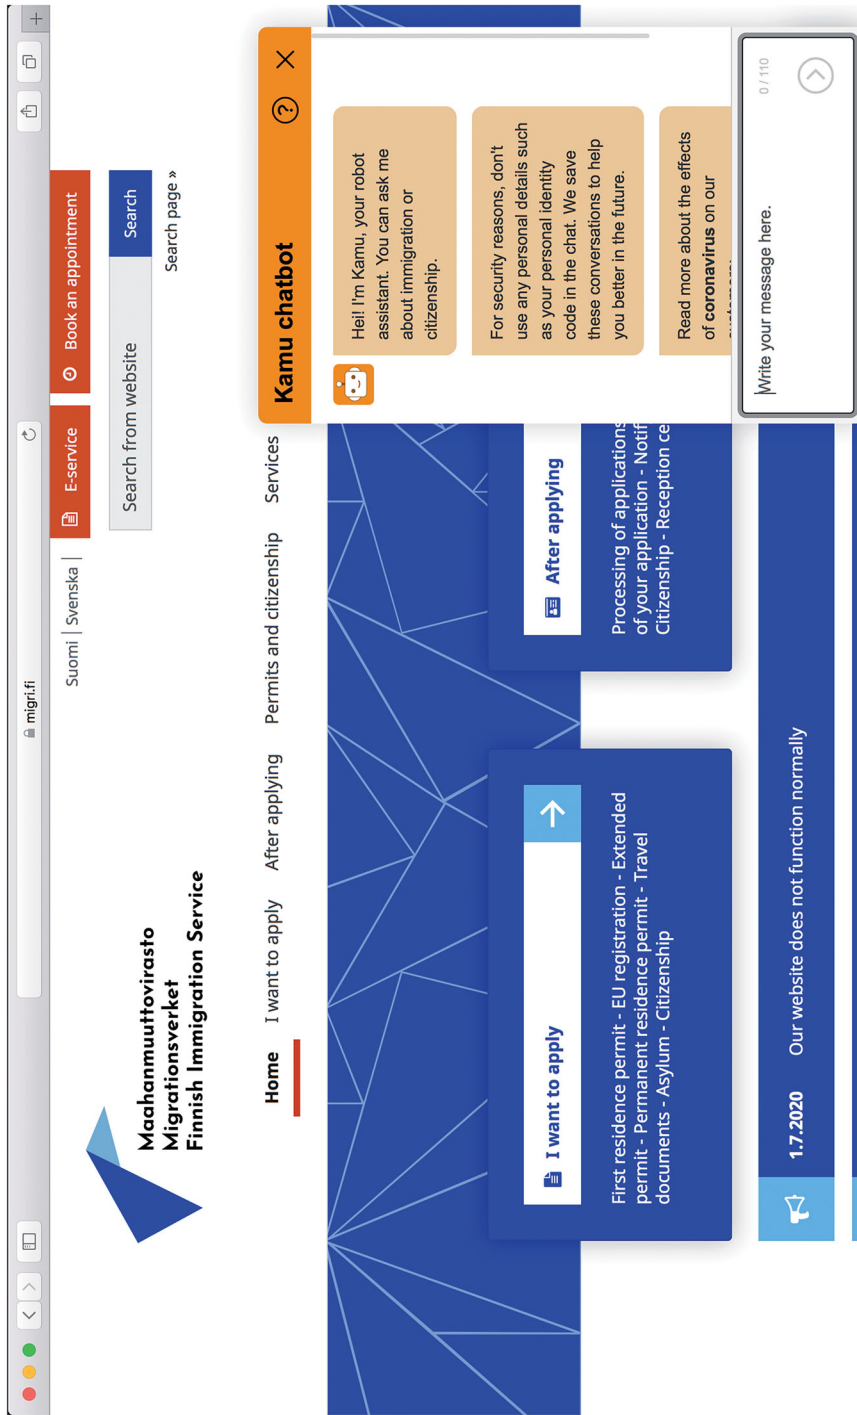 migri.fi
Suomi | Svenska |
E-service
Book an appointment
Maahanmuuttovirasto
Migrationsverket
Finnish Immigration Service
Search from website
Search
Search page »
Home
I want to apply
After applying
Permits and citizenship
Services
Kamu chatbot
?
Hei! I'm Kamu, your robot
assistant. You can ask me
about immigration or
citizenship.
For security reasons, don't
use any personal details such
as your personal identity
code in the chat. We save
these conversations to help
you better in the future.
Read more about the effects
of coronavirus on our
Write your message here.
0 / 110
I want to apply
First residence permit - EU registration - Extended
permit - Permanent residence permit - Travel
documents - Asylum - Citizenship
After applying
Processing of applications
of your application - Notif
Citizenship - Reception ce
1.7.2020 Our website does not function normally